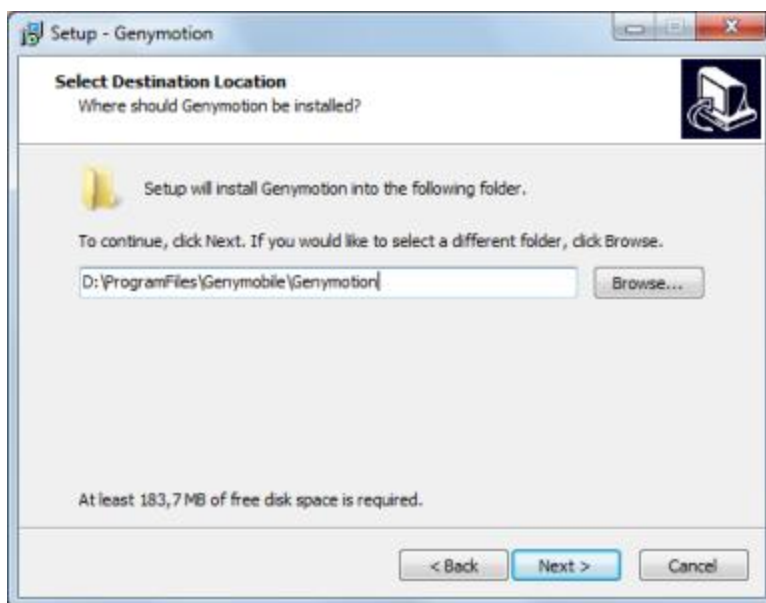 Setup - Genymotion
Select Destination Location
Where should Genymotion be installed?
Setup will install Genymotion into the following folder.
To continue, click Next. If you would like to select a different folder, click Browse.
D:\ProgramFiles\Genymobile\Genymotion
Browse...
At least 183,7 MB of free disk space is required.
< Back
Next >
Cancel